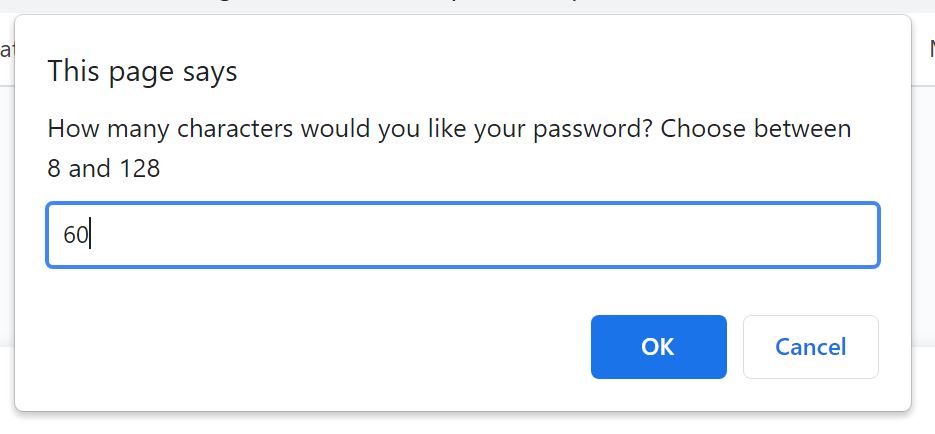 This page says
How many characters would you like your password? Choose between
8 and 128
60
OK Cancel